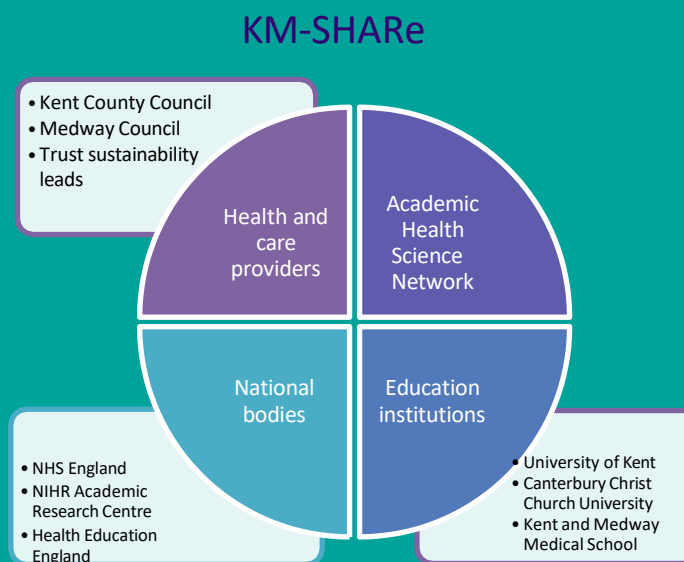 KM-SHARe
• Kent County Council
• Medway Council
• Trust sustainability
leads
Health and
care
providers
Academic
Health
Science
Network
National
bodies
Education
institutions
• NHS England
• NIHR Academic
Research Centre
• Health Education
England
• University of Kent
• Canterbury Christ
Church University
• Kent and Medway
Medical School